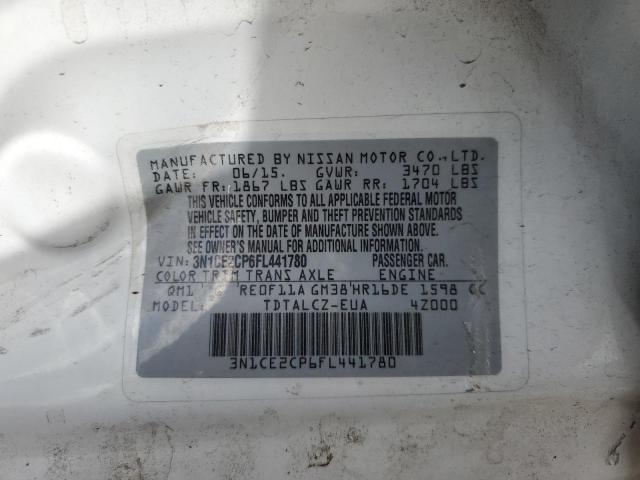 MANUFACTURED BY NISSAN MOTOR CO.,LTD.
DATE: 06/15. GVWR: 3470 LBS
GAWR FR: 1867 LBS GAWR RR: 1704 LBS
THIS VEHICLE CONFORMS TO ALL APPLICABLE FEDERAL MOTOR
VEHICLE SAFETY, BUMPER AND THEFT PREVENTION STANDARDS
IN EFFECT ON THE DATE OF MANUFACTURE SHOWN ABOVE.
SEE OWNER'S MANUAL FOR ADDITIONAL INFORMATION.
VIN: 3N1CE2CP6FL441780 PASSENGER CAR.
COLOR TRIM TRANS AXLE ENGINE
QM1 RE0F11A GM38 HR16DE 1598 CC
MODEL: TDTALCZ-EUA 4Z000
3N1CE2CP6FL441780